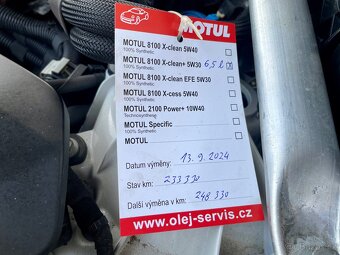 MOTUL
MOTUL 8100 X-clean 5W40
100% Synthetic
MOTUL 8100 X-clean+ 5W30 6,5 l
100% Synthetic
MOTUL 8100 X-clean EFE 5W30
100% Synthetic
MOTUL 8100 X-cess 5W40
100% Synthetic
MOTUL 2100 Power+ 10W40
Technosynthese
MOTUL Specific
100% Synthetic
MOTUL
Datum výměny: 13. 9. 2024
Stav km: 233 330
Další výměna v km: 248 330
www.olej-servis.cz